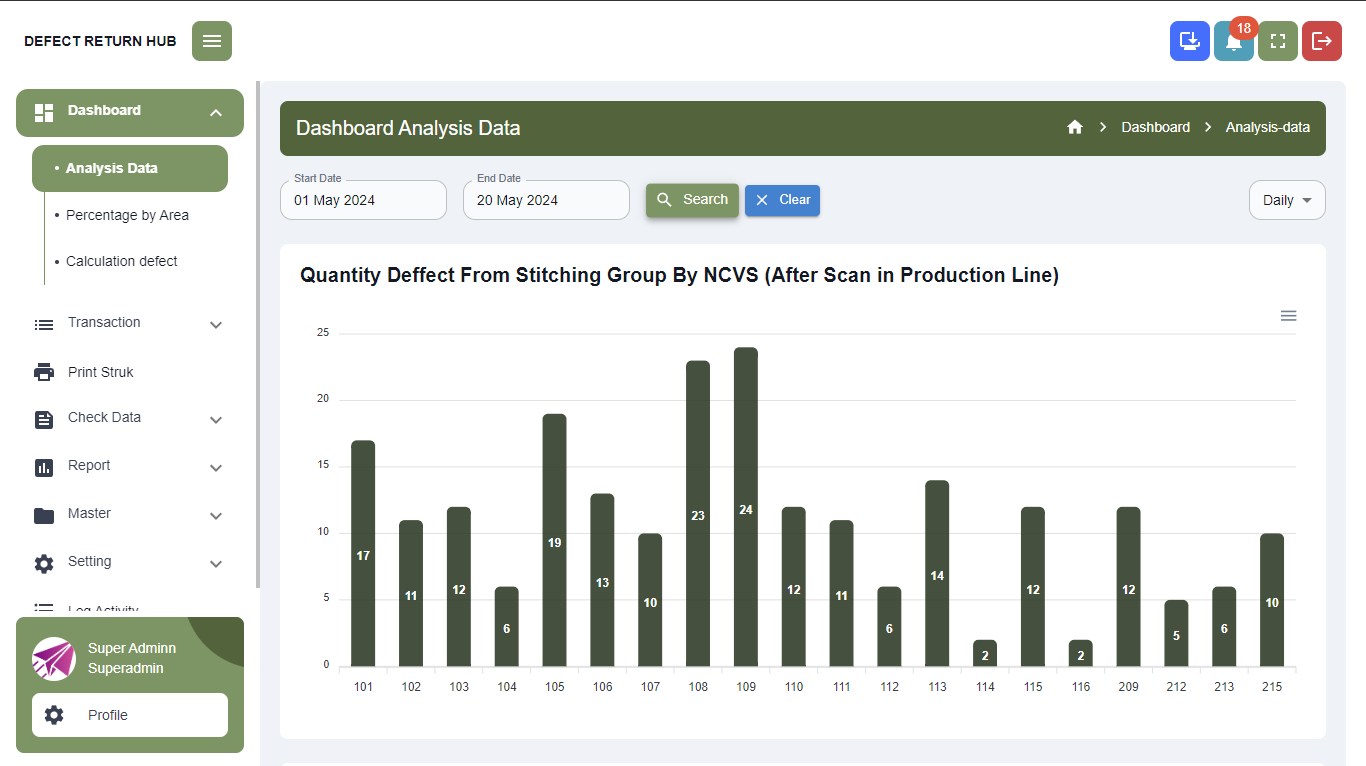 DEFECT RETURN HUB
18
Dashboard
Analysis Data
Percentage by Area
Calculation defect
Transaction
Print Struk
Check Data
Report
Master
Setting
Log Activity
Super Adminn
Superadmin
Profile
Dashboard Analysis Data
Dashboard
Analysis-data
Start Date
01 May 2024
End Date
20 May 2024
Search
Clear
Daily
Quantity Deffect From Stitching Group By NCVS (After Scan in Production Line)
25
20
15
10
5
0
17 11 12 6 19 13 10 23 24 12 11 6 14 2 12 2 12 5 6 10
101 102 103 104 105 106 107 108 109 110 111 112 113 114 115 116 209 212 213 215